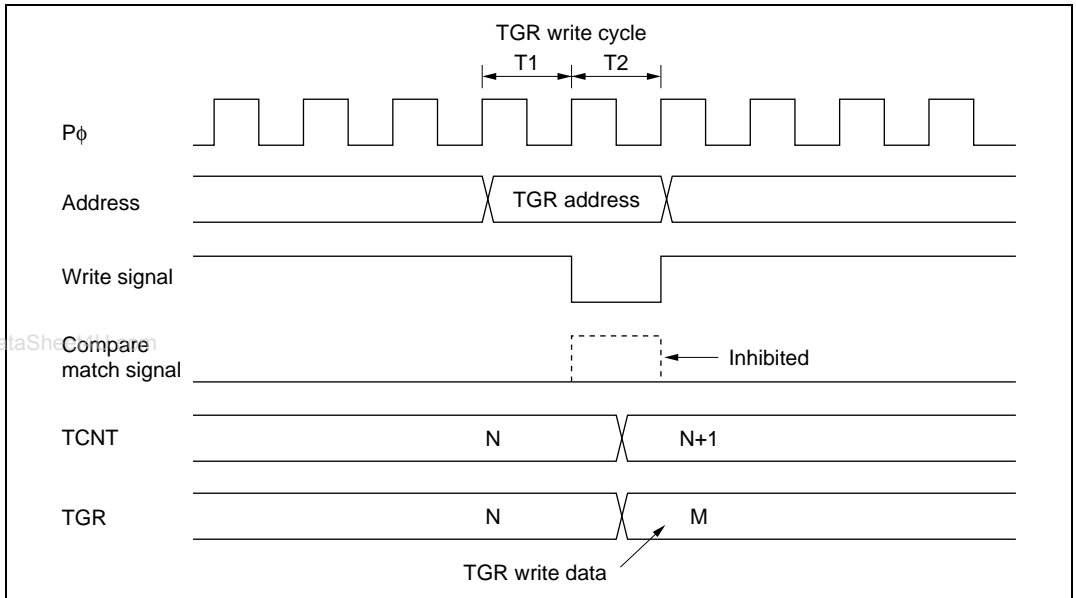 TGR write cycle
T1 T2
Pϕ
Address TGR address
Write signal
Compare
match signal
Inhibited
TCNT N N+1
TGR N M
TGR write data